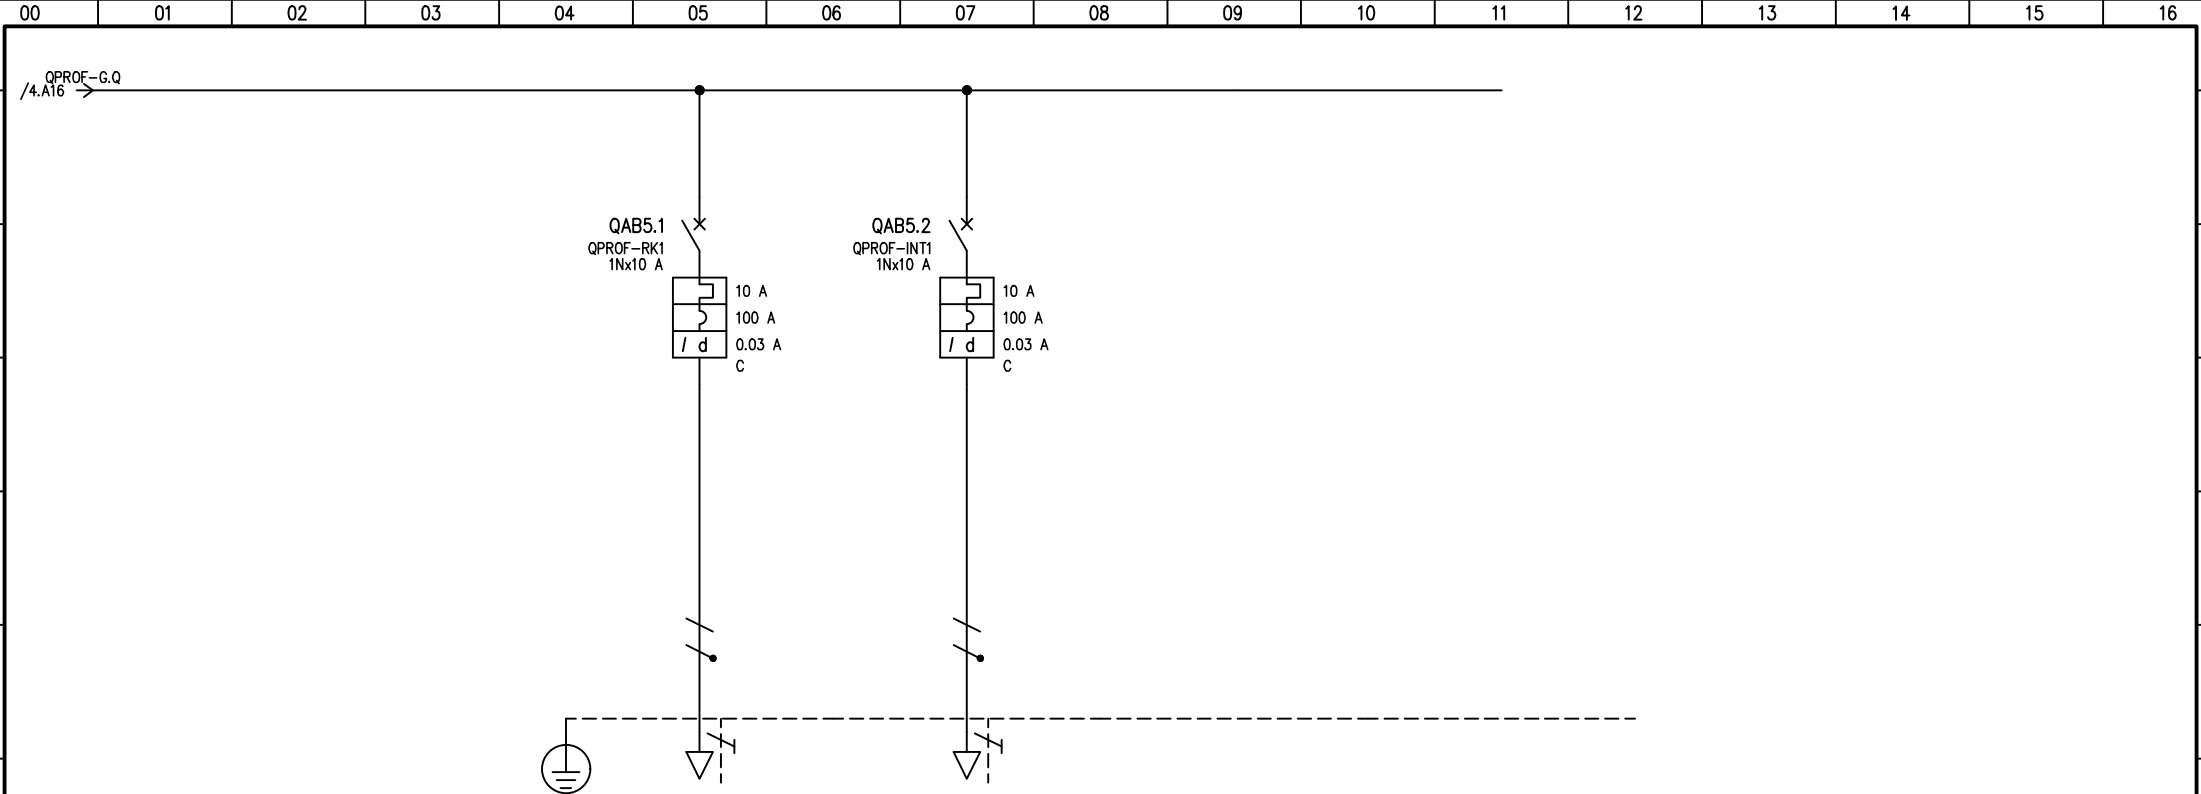 00 01 02 03 04 05 06 07 08 09 10 11 12 13 14 15 16
QPROF-G.Q
/4.A16
QAB5.1
QPROF-RK1
1Nx10 A
10 A
100 A
I d 0.03 A
C
QAB5.2
QPROF-INT1
1Nx10 A
10 A
100 A
I d 0.03 A
C